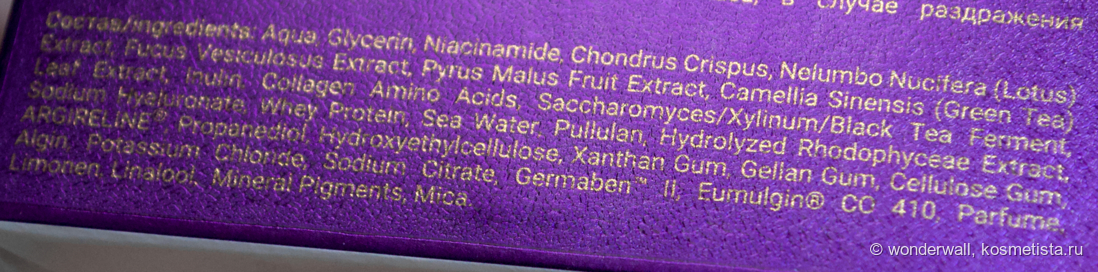 в случае раздражения
Состав/Ingredients: Aqua, Glycerin, Niacinamide, Chondrus Crispus, Nelumbo Nucifera (Lotus)
Extract, Fucus Vesiculosus Extract, Pyrus Malus Fruit Extract, Camellia Sinensis (Green Tea)
Leaf Extract, Inulin, Collagen Amino Acids, Saccharomyces/Xylinum/Black Tea Ferment,
Sodium Hyaluronate, Whey Protein, Sea Water, Pullulan, Hydrolyzed Rhodophyceae Extract,
ARGIRELINE®, Propanediol, Hydroxyethylcellulose, Xanthan Gum, Gellan Gum, Cellulose Gum,
Algin, Potassium Chloride, Sodium Citrate, Germaben™ II, Eumulgin® CO 410, Parfume,
Limonen, Linalool, Mineral Pigments, Mica.
© wonderwall, kosmetista.ru